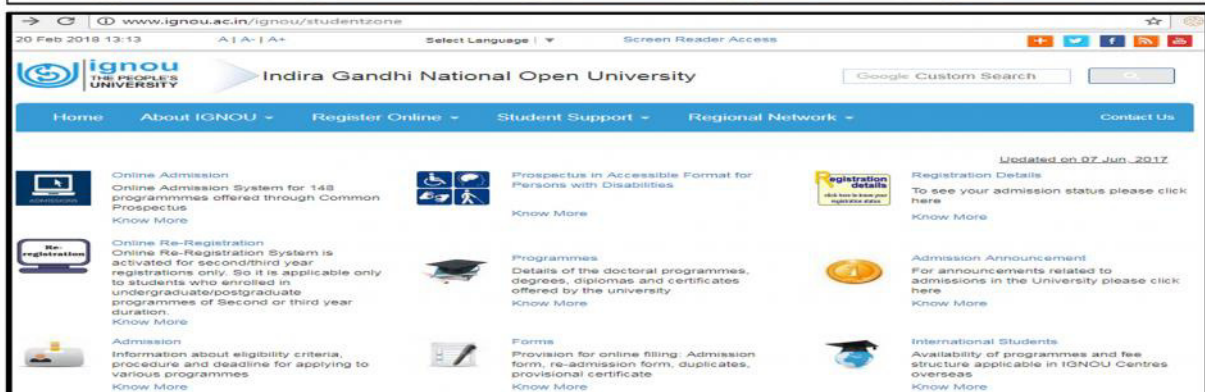 www.ignou.ac.in/ignou/studentzone
20 Feb 2018 13:13 A | A- | A+ Select Language ▼ Screen Reader Access
ignou
THE PEOPLE'S
UNIVERSITY
Indira Gandhi National Open University
Google Custom Search
Home About IGNOU Register Online Student Support Regional Network Contact Us
Updated on 07 Jun, 2017
ADMISSIONS
Online Admission
Online Admission System for 148
programmmes offered through Common
Prospectus
Know More
Prospectus in Accessible Format for
Persons with Disabilities
Know More
Registration
details
click here to know your
registration status
Registration Details
To see your admission status please click
here
Know More
Re-
registration
Online Re-Registration
Online Re-Registration System is
activated for second/third year
registrations only. So it is applicable only
to students who enrolled in
undergraduate/postgraduate
programmes of Second or third year
duration.
Know More
Programmes
Details of the doctoral programmes,
degrees, diplomas and certificates
offered by the university
Know More
Admission Announcement
For announcements related to
admissions in the University please click
here
Know More
Admission
Information about eligibility criteria,
procedure and deadline for applying to
various programmes
Know More
Forms
Provision for online filling: Admission
form, re-admission form, duplicates,
provisional certificate
Know More
International Students
Availability of programmes and fee
structure applicable in IGNOU Centres
overseas
Know More